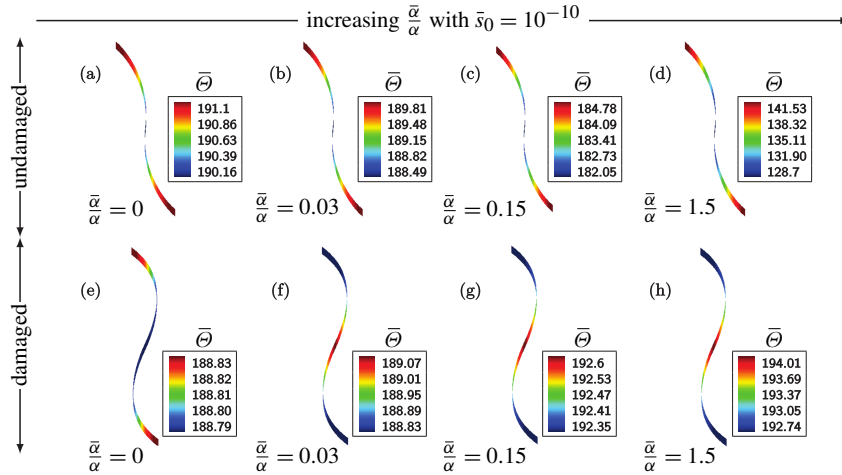 increasing ᾱ/α with s̄₀ = 10⁻¹⁰
undamaged
(a)
Θ̄
191.1
190.86
190.63
190.39
190.16
ᾱ/α = 0
(b)
Θ̄
189.81
189.48
189.15
188.82
188.49
ᾱ/α = 0.03
(c)
Θ̄
184.78
184.09
183.41
182.73
182.05
ᾱ/α = 0.15
(d)
Θ̄
141.53
138.32
135.11
131.90
128.7
ᾱ/α = 1.5
damaged
(e)
Θ̄
188.83
188.82
188.81
188.80
188.79
ᾱ/α = 0
(f)
Θ̄
189.07
189.01
188.95
188.89
188.83
ᾱ/α = 0.03
(g)
Θ̄
192.6
192.53
192.47
192.41
192.35
ᾱ/α = 0.15
(h)
Θ̄
194.01
193.69
193.37
193.05
192.74
ᾱ/α = 1.5